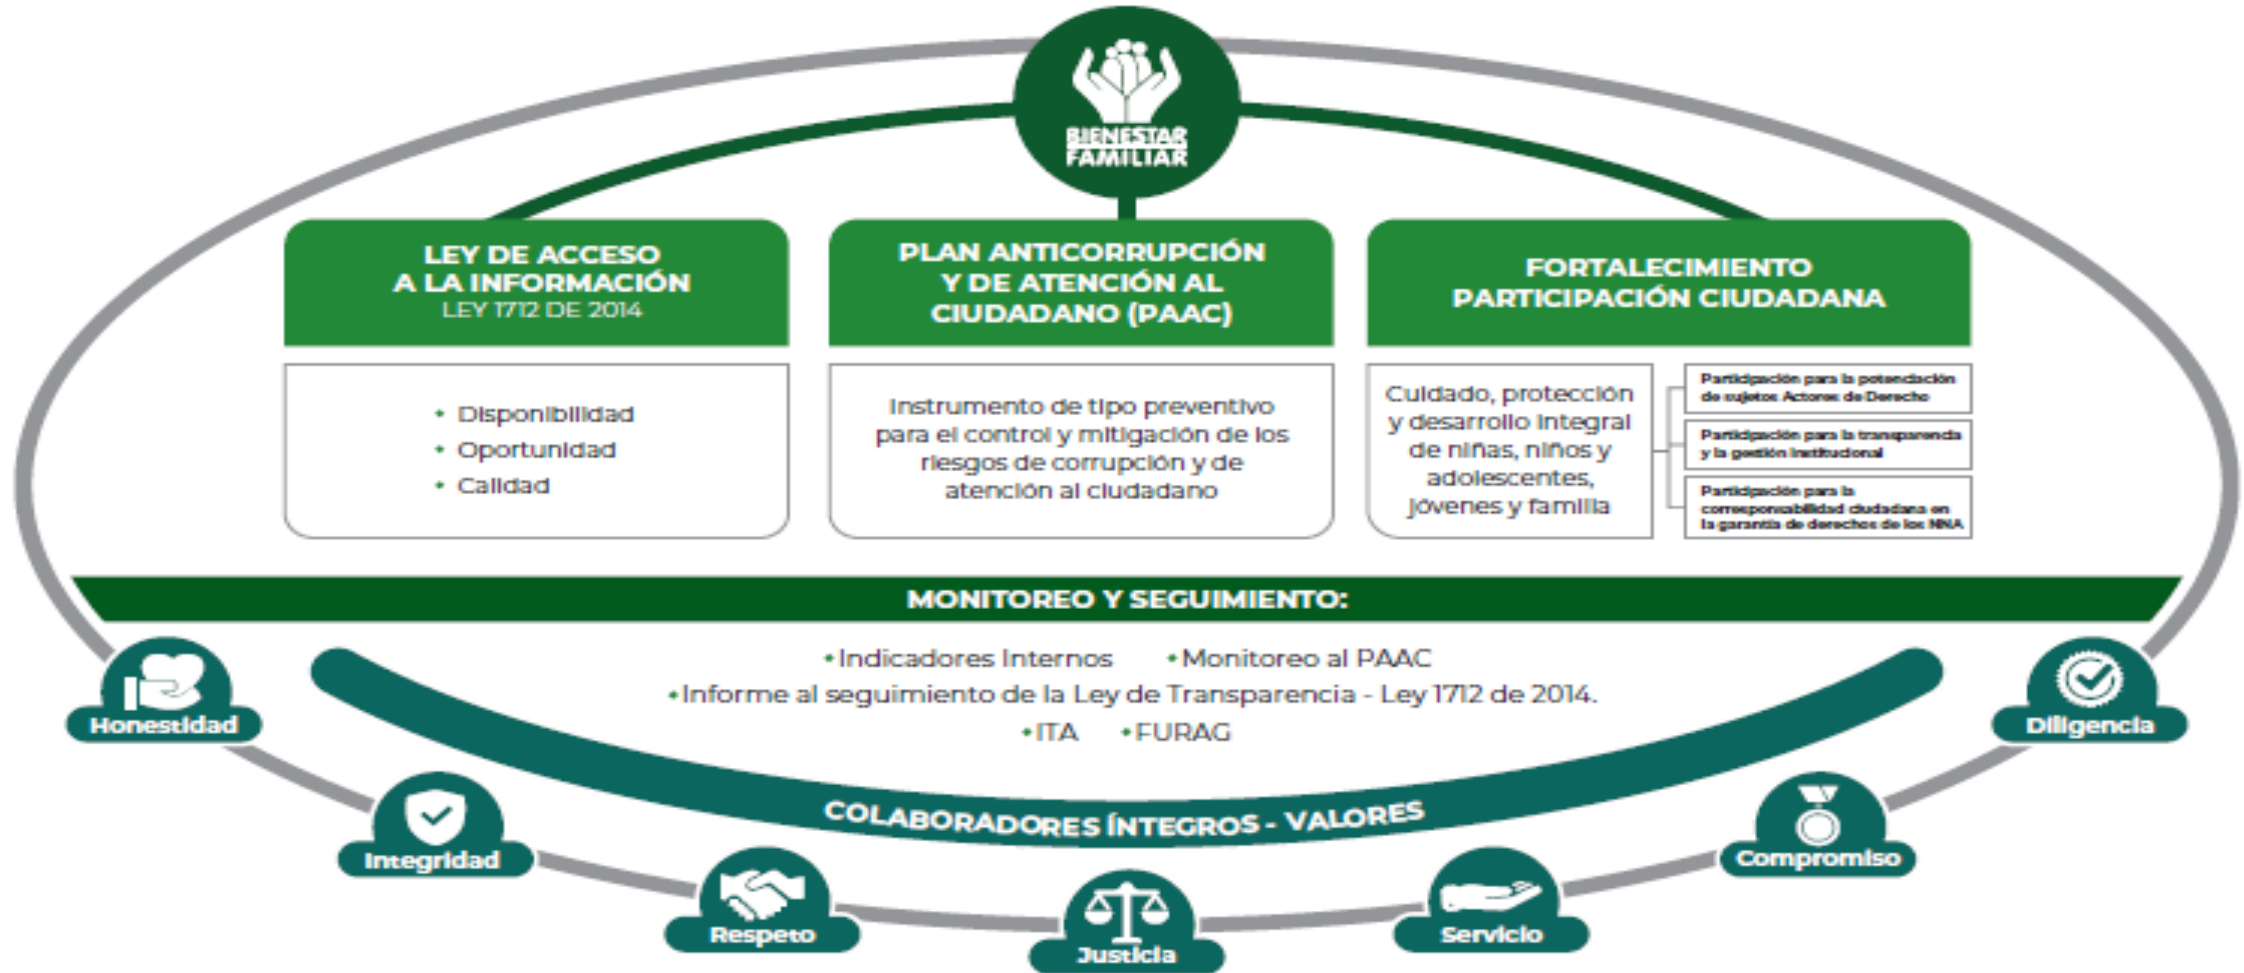 BIENESTAR
FAMILIAR
LEY DE ACCESO
A LA INFORMACIÓN
LEY 1712 DE 2014
• Disponibilidad
• Oportunidad
• Calidad
PLAN ANTICORRUPCIÓN
Y DE ATENCIÓN AL
CIUDADANO (PAAC)
Instrumento de tipo preventivo
para el control y mitigación de los
riesgos de corrupción y de
atención al ciudadano
FORTALECIMIENTO
PARTICIPACIÓN CIUDADANA
Cuidado, protección
y desarrollo integral
de niñas, niños y
adolescentes,
jóvenes y familia
Participación para la potenciación
de sujetos Actores de Derecho
Participación para la transparencia
y la gestión institucional
Participación para la
corresponsabilidad ciudadana en
la garantía de derechos de los NNA
MONITOREO Y SEGUIMIENTO:
•Indicadores Internos •Monitoreo al PAAC
•Informe al seguimiento de la Ley de Transparencia - Ley 1712 de 2014.
•ITA •FURAG
COLABORADORES ÍNTEGROS - VALORES
Honestidad
Integridad
Respeto
Justicia
Servicio
Compromiso
Diligencia